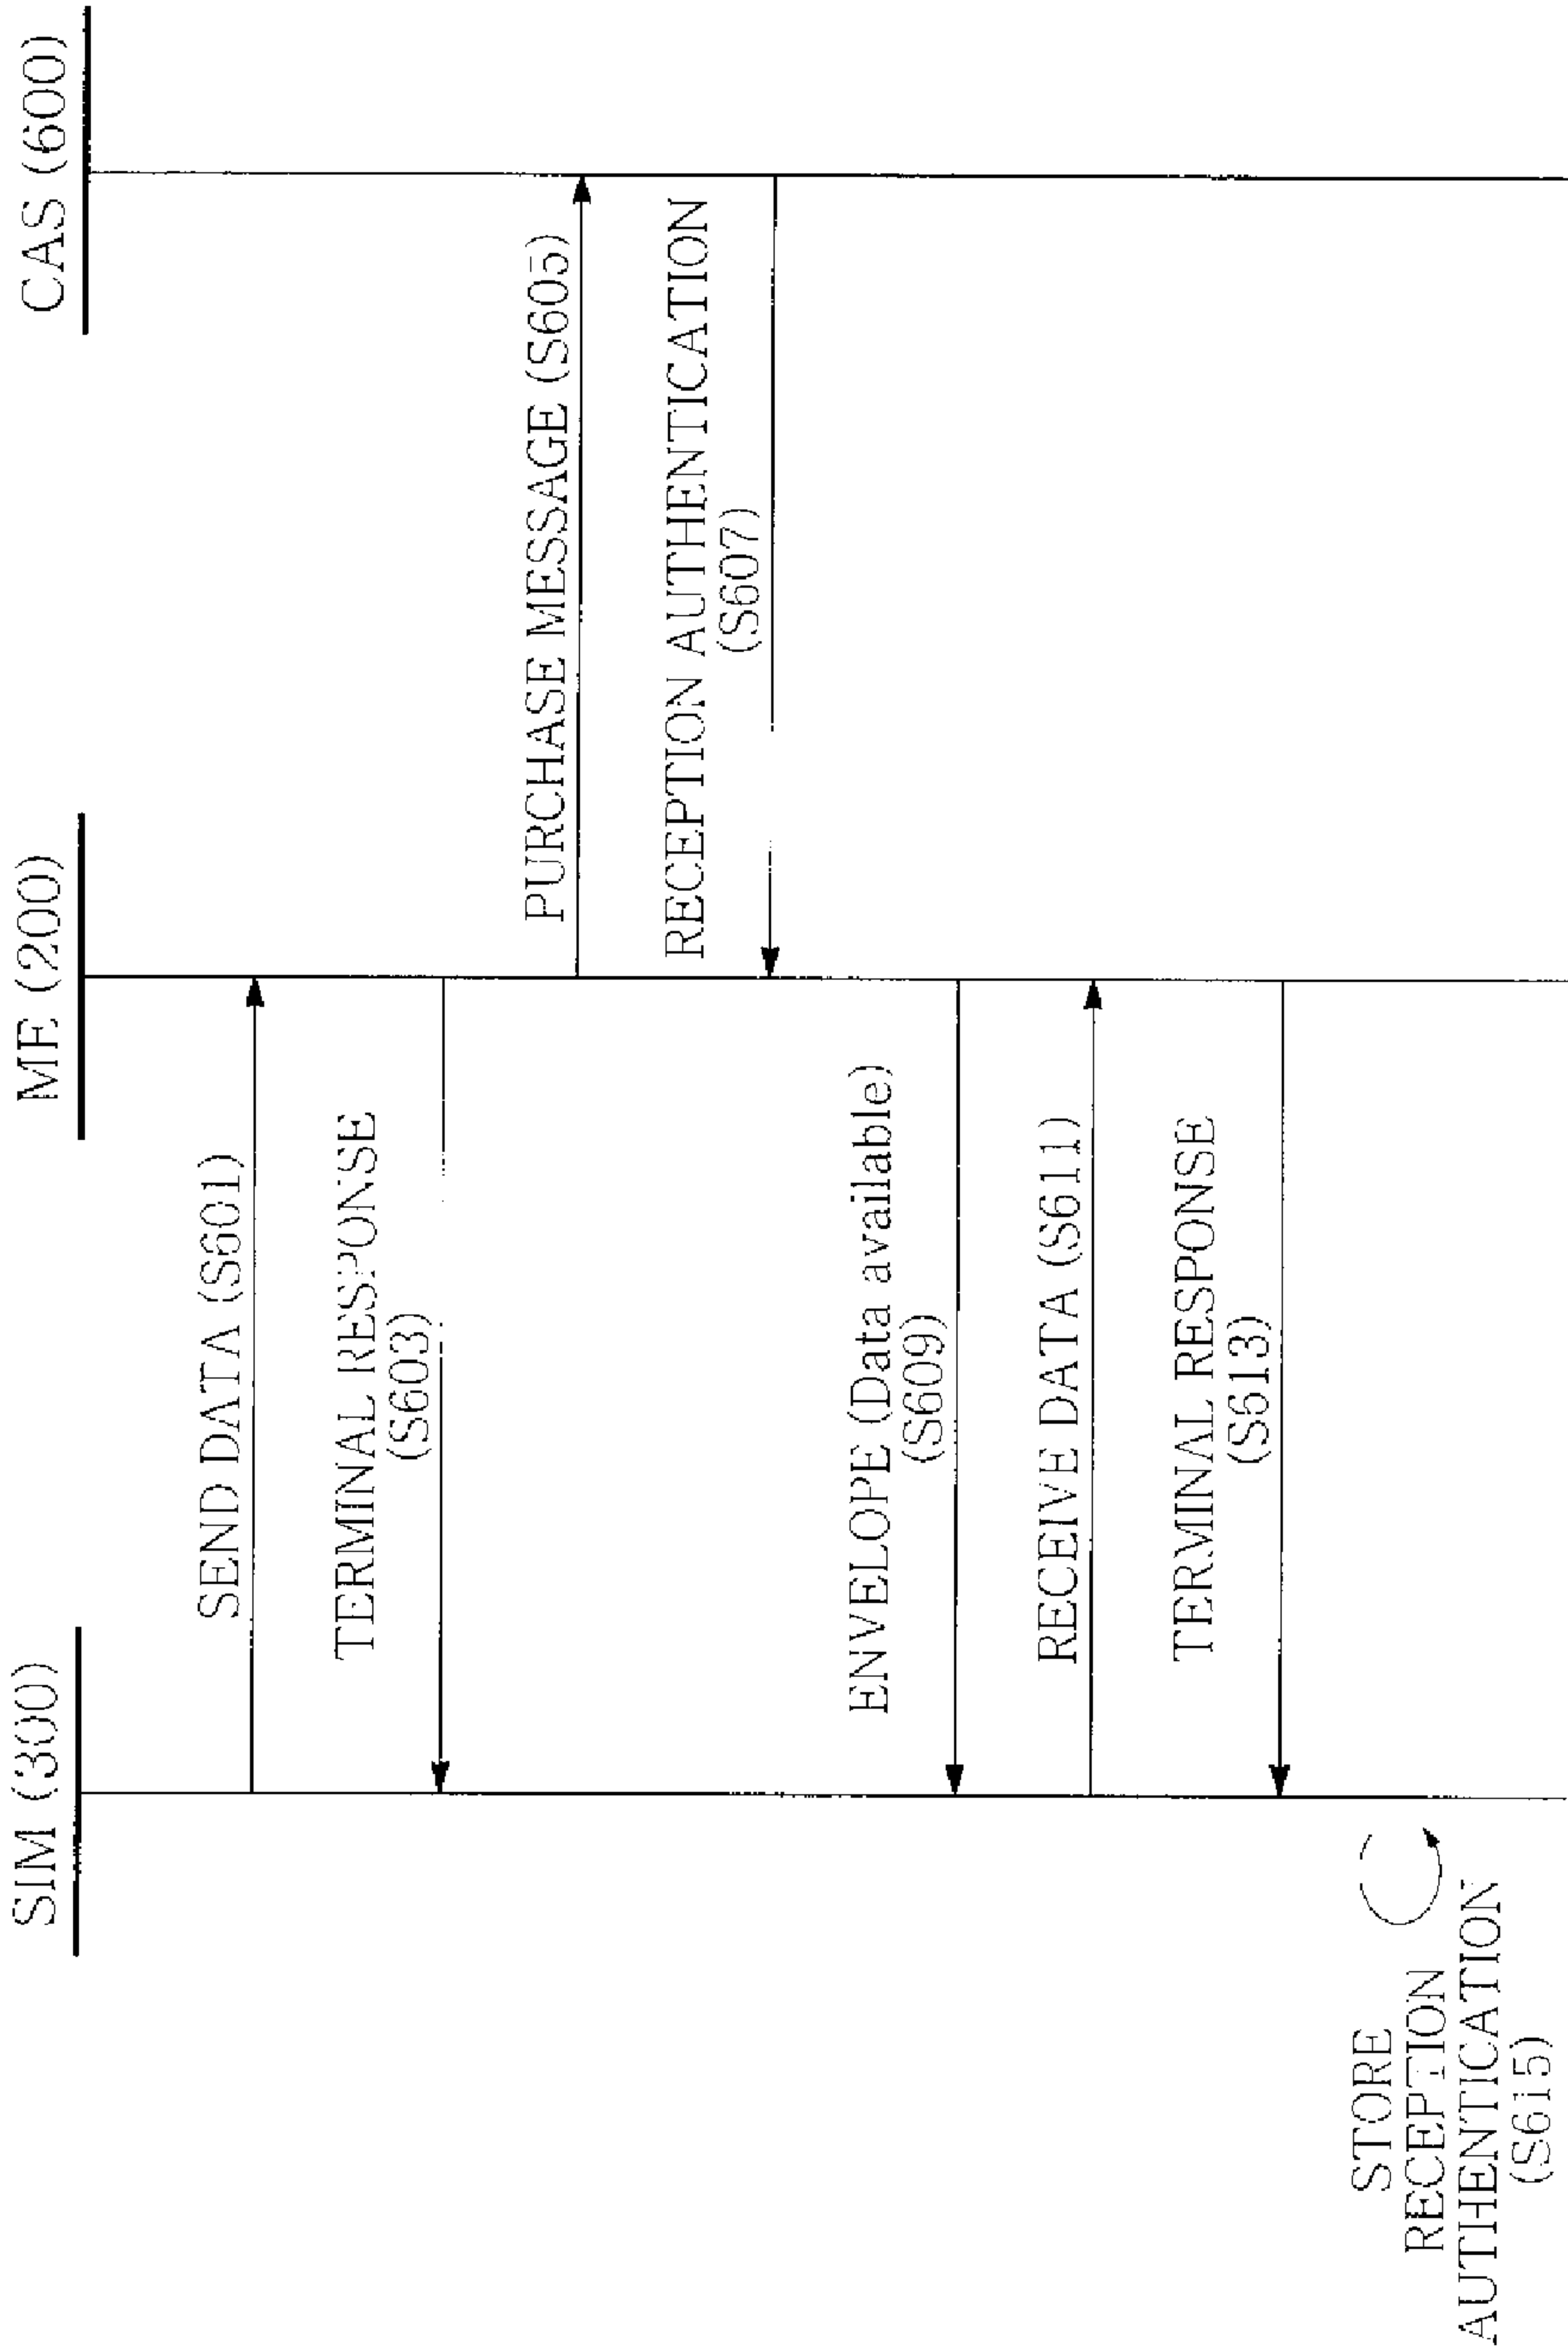 SIM (300)
ME (200)
CAS (600)
SEND DATA (S601)
TERMINAL RESPONSE
(S603)
PURCHASE MESSAGE (S605)
RECEPTION AUTHENTICATION
(S607)
ENVELOPE (Data available)
(S609)
RECEIVE DATA (S611)
TERMINAL RESPONSE
(S613)
STORE
RECEPTION
AUTHENTICATION
(S615)